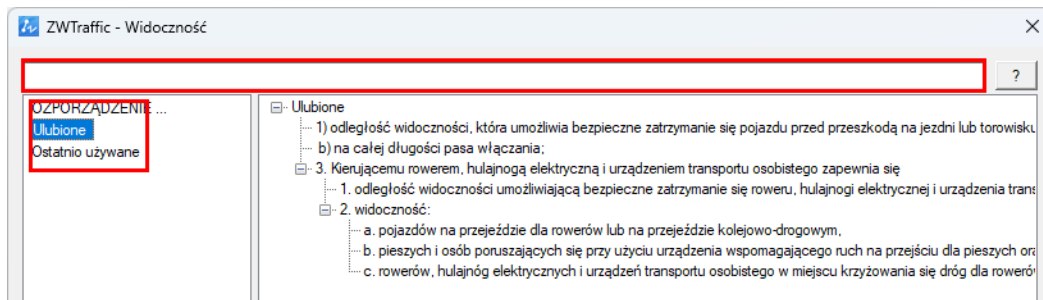 ZWTraffic - Widoczność
?
OZPORZĄDZENIE ...
Ulubione
Ostatnio używane
Ulubione
1) odległość widoczności, która umożliwia bezpieczne zatrzymanie się pojazdu przed przeszkodą na jezdni lub torowisku
b) na całej długości pasa włączania;
3. Kierującemu rowerem, hulajnogą elektryczną i urządzeniem transportu osobistego zapewnia się
1. odległość widoczności umożliwiającą bezpieczne zatrzymanie się roweru, hulajnogi elektrycznej i urządzenia trans
2. widoczność:
a. pojazdów na przejeździe dla rowerów lub na przejeździe kolejowo-drogowym,
b. pieszych i osób poruszających się przy użyciu urządzenia wspomagającego ruch na przejściu dla pieszych ora
c. rowerów, hulajnóg elektrycznych i urządzeń transportu osobistego w miejscu krzyżowania się dróg dla rowerów